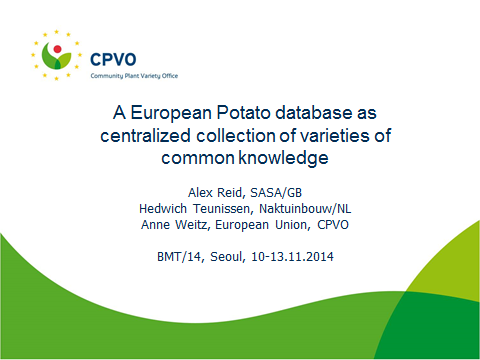 CPVO
Community Plant Variety Office
A European Potato database as
centralized collection of varieties of
common knowledge
Alex Reid, SASA/GB
Hedwich Teunissen, Naktuinbouw/NL
Anne Weitz, European Union, CPVO
BMT/14, Seoul, 10-13.11.2014